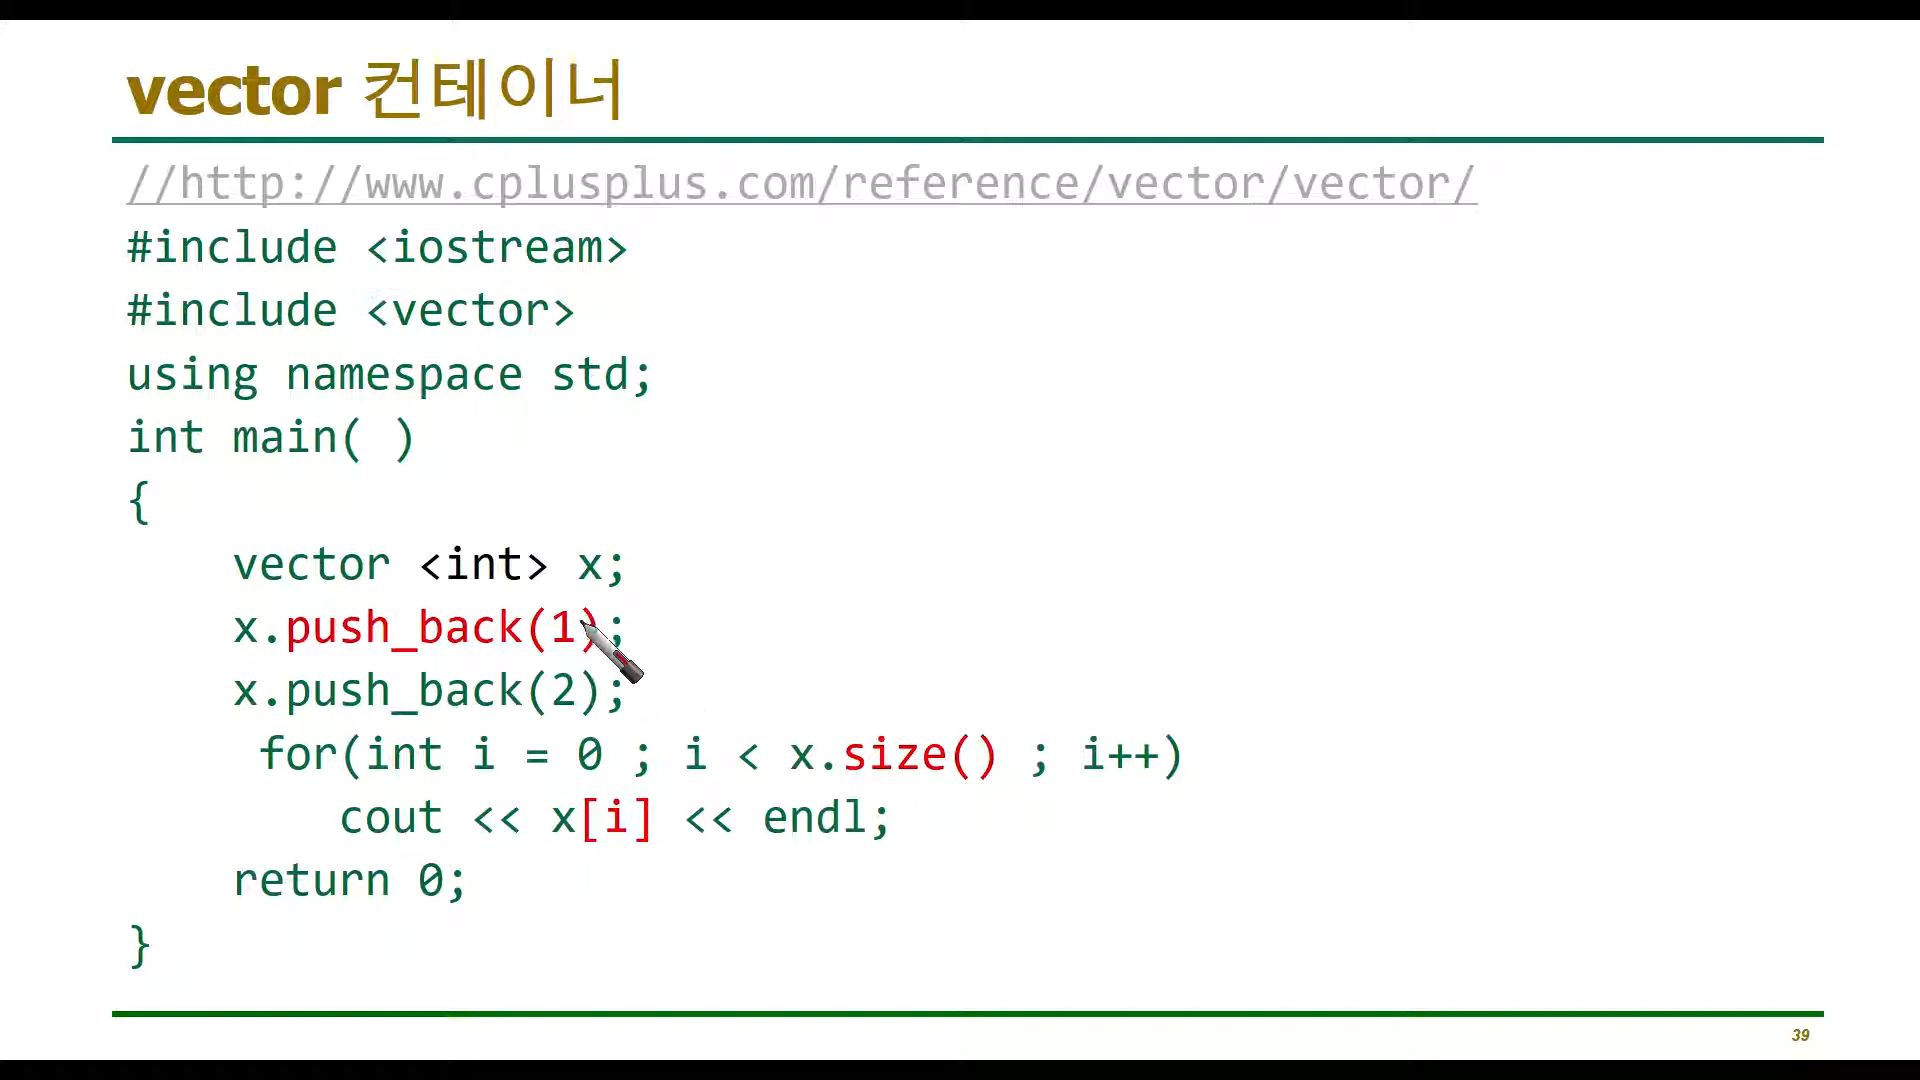 vector 컨테이너
//http://www.cplusplus.com/reference/vector/vector/
#include <iostream>
#include <vector>
using namespace std;
int main( )
{
    vector <int> x;
    x.push_back(1);
    x.push_back(2);
     for(int i = 0 ; i < x.size() ; i++)
        cout << x[i] << endl;
    return 0;
}
39